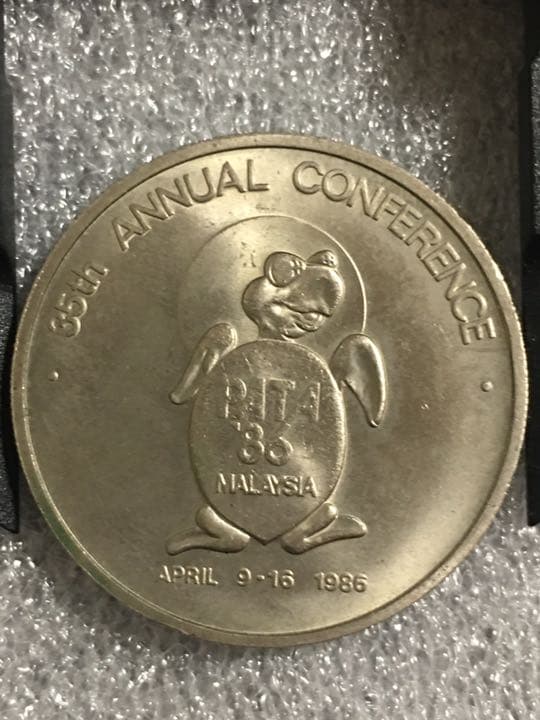 35th ANNUAL CONFERENCE
PATA
'86
MALAYSIA
APRIL 9-16 1986